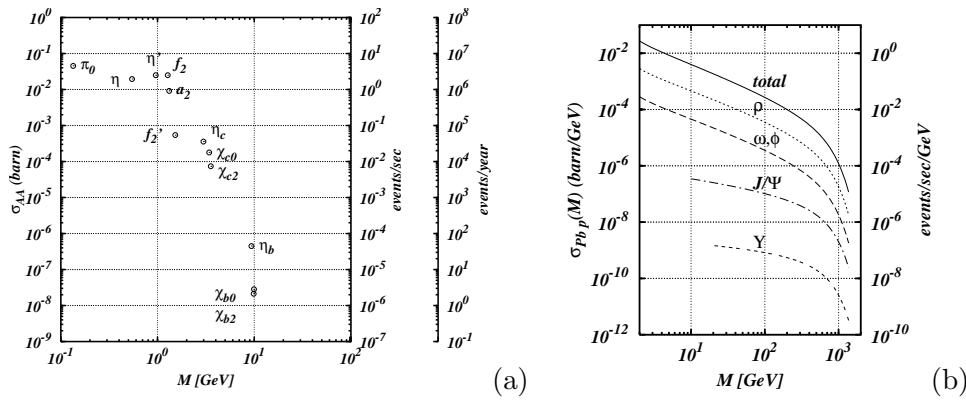 10^0
10^-1
10^-2
10^-3
10^-4
10^-5
10^-6
10^-7
10^-8
10^-9
σ_AA (barn)
π_0
η
η'
f_2
a_2
f_2'
η_c
χ_c0
χ_c2
η_b
χ_b0
χ_b2
10^-1
10^0
10^1
10^2
M [GeV]
10^2
10^1
10^0
10^-1
10^-2
10^-3
10^-4
10^-5
10^-6
10^-7
events/sec
10^8
10^7
10^6
10^5
10^4
10^3
10^2
10^1
10^0
10^-1
events/year
(a)
10^-2
10^-4
10^-6
10^-8
10^-10
10^-12
σ_Pb p(M) (barn/GeV)
total
ρ
ω,ϕ
J/Ψ
Υ
10^1
10^2
10^3
M [GeV]
10^0
10^-2
10^-4
10^-6
10^-8
10^-10
events/sec/GeV
(b)